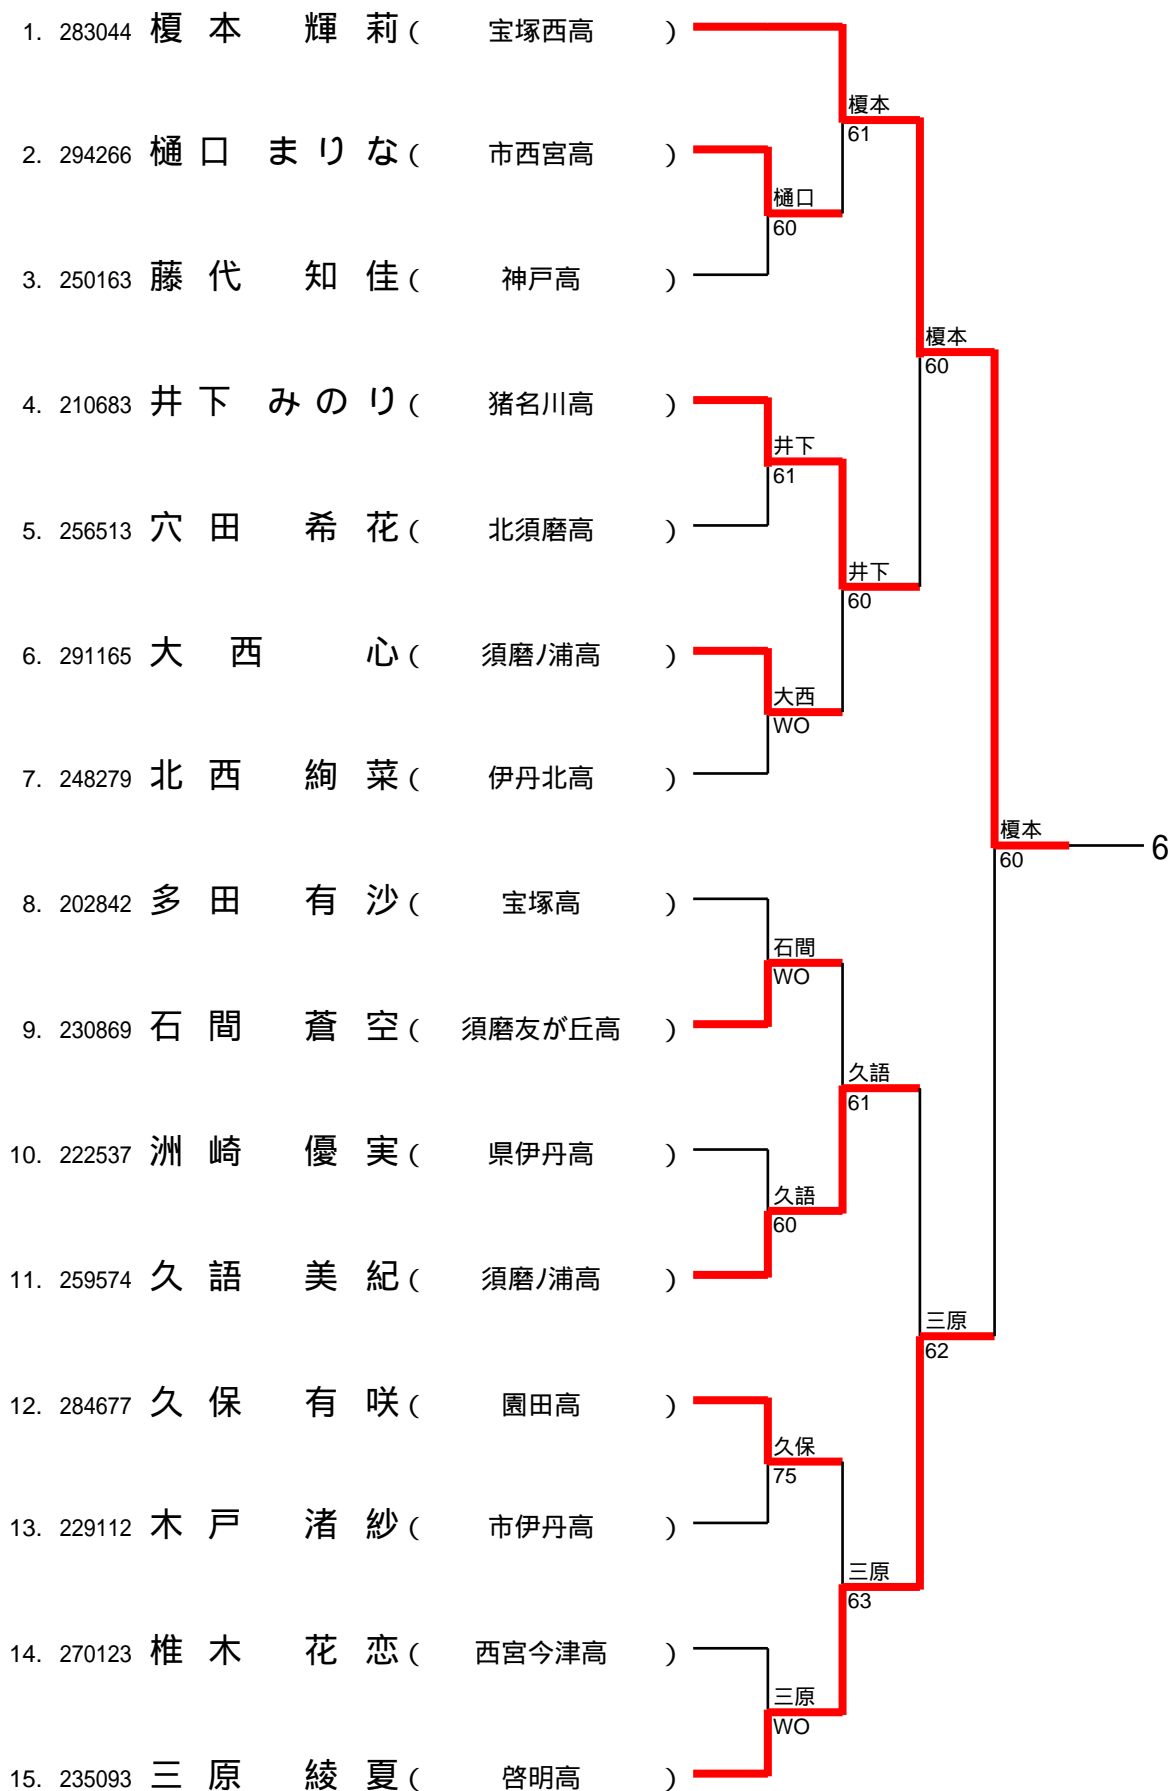 1. 283044 榎本 輝莉 ( 宝塚西高 )
榎本
61
2. 294266 樋口 まりな ( 市西宮高 )
樋口
60
3. 250163 藤代 知佳 ( 神戸高 )
榎本
60
4. 210683 井下 みのり ( 猪名川高 )
井下
61
5. 256513 穴田 希花 ( 北須磨高 )
井下
60
6. 291165 大西 心 ( 須磨ノ浦高 )
大西
WO
7. 248279 北西 絢菜 ( 伊丹北高 )
榎本
60
6
8. 202842 多田 有沙 ( 宝塚高 )
石間
WO
9. 230869 石間 蒼空 ( 須磨友が丘高 )
久語
61
10. 222537 洲崎 優実 ( 県伊丹高 )
久語
60
11. 259574 久語 美紀 ( 須磨ノ浦高 )
三原
62
12. 284677 久保 有咲 ( 園田高 )
久保
75
13. 229112 木戸 渚紗 ( 市伊丹高 )
三原
63
14. 270123 椎木 花恋 ( 西宮今津高 )
三原
WO
15. 235093 三原 綾夏 ( 啓明高 )